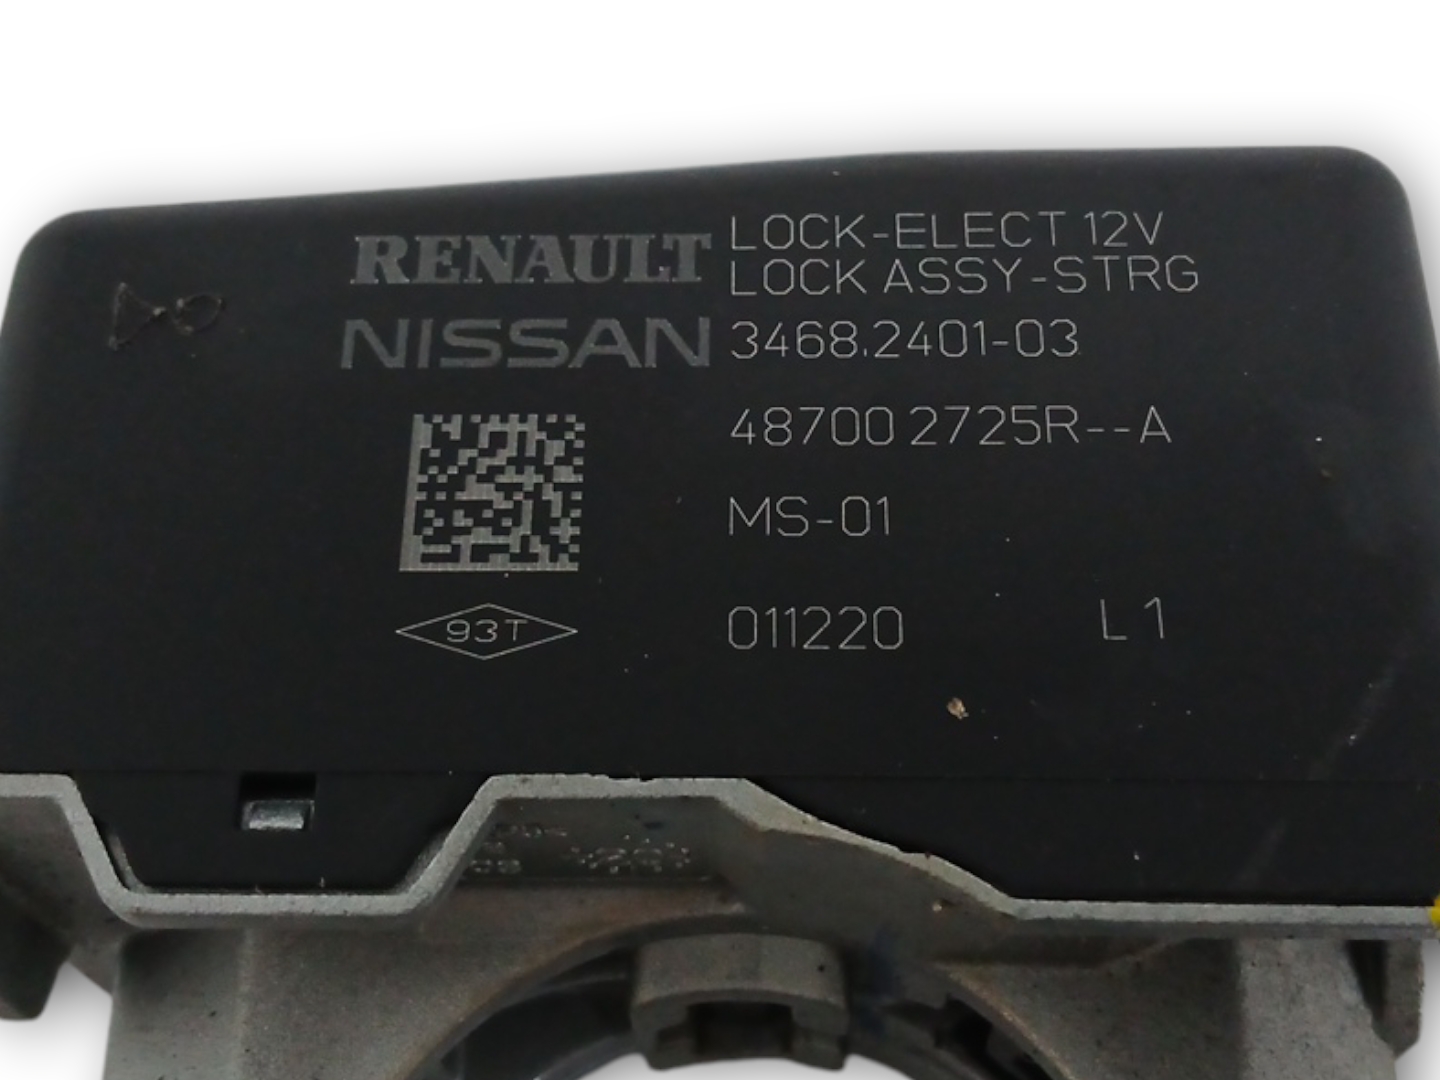 RENAULT LOCK-ELECT 12V
LOCK ASSY-STRG
NISSAN 3468.2401-03
48700 2725R--A
MS-01
93T
011220 L1